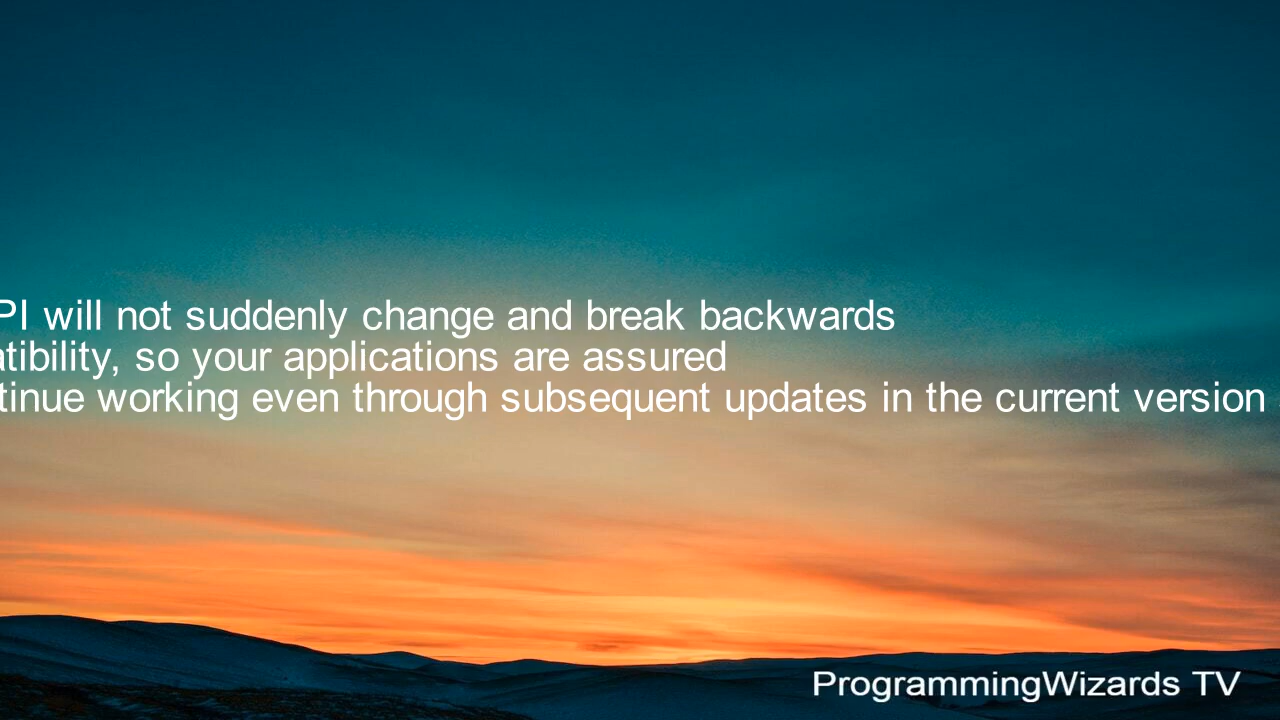 PI will not suddenly change and break backwards
atibility, so your applications are assured
tinue working even through subsequent updates in the current version
ProgrammingWizards TV